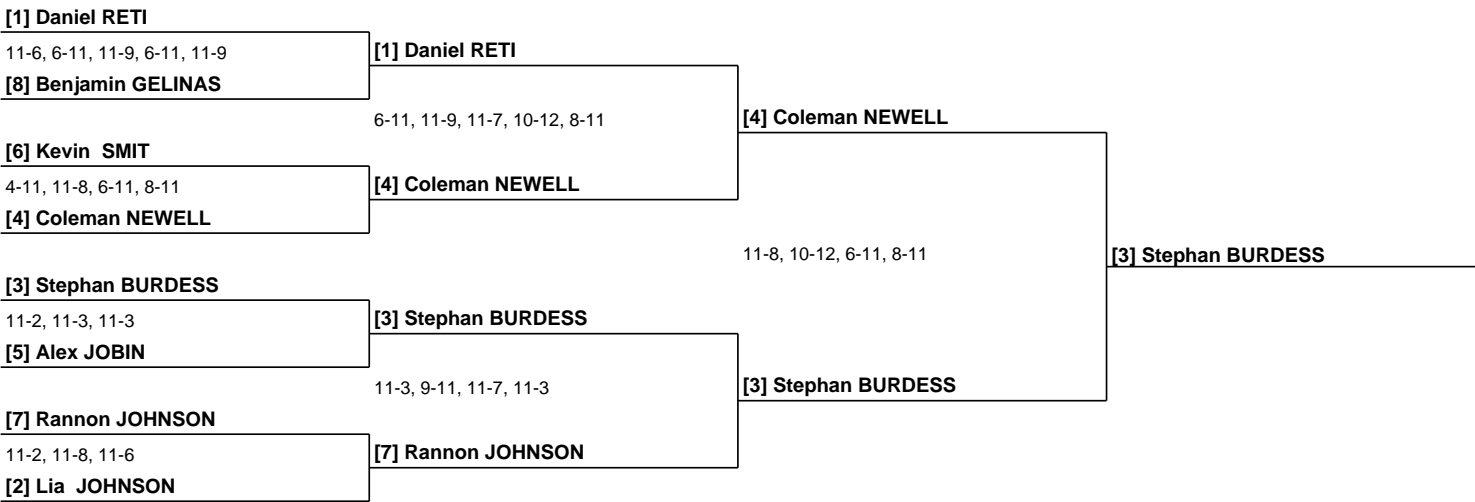 [1] Daniel RETI
11-6, 6-11, 11-9, 6-11, 11-9
[8] Benjamin GELINAS
[6] Kevin  SMIT
4-11, 11-8, 6-11, 8-11
[4] Coleman NEWELL
[3] Stephan BURDESS
11-2, 11-3, 11-3
[5] Alex JOBIN
[7] Rannon JOHNSON
11-2, 11-8, 11-6
[2] Lia  JOHNSON
[1] Daniel RETI
6-11, 11-9, 11-7, 10-12, 8-11
[4] Coleman NEWELL
[3] Stephan BURDESS
11-3, 9-11, 11-7, 11-3
[7] Rannon JOHNSON
[4] Coleman NEWELL
11-8, 10-12, 6-11, 8-11
[3] Stephan BURDESS
[3] Stephan BURDESS